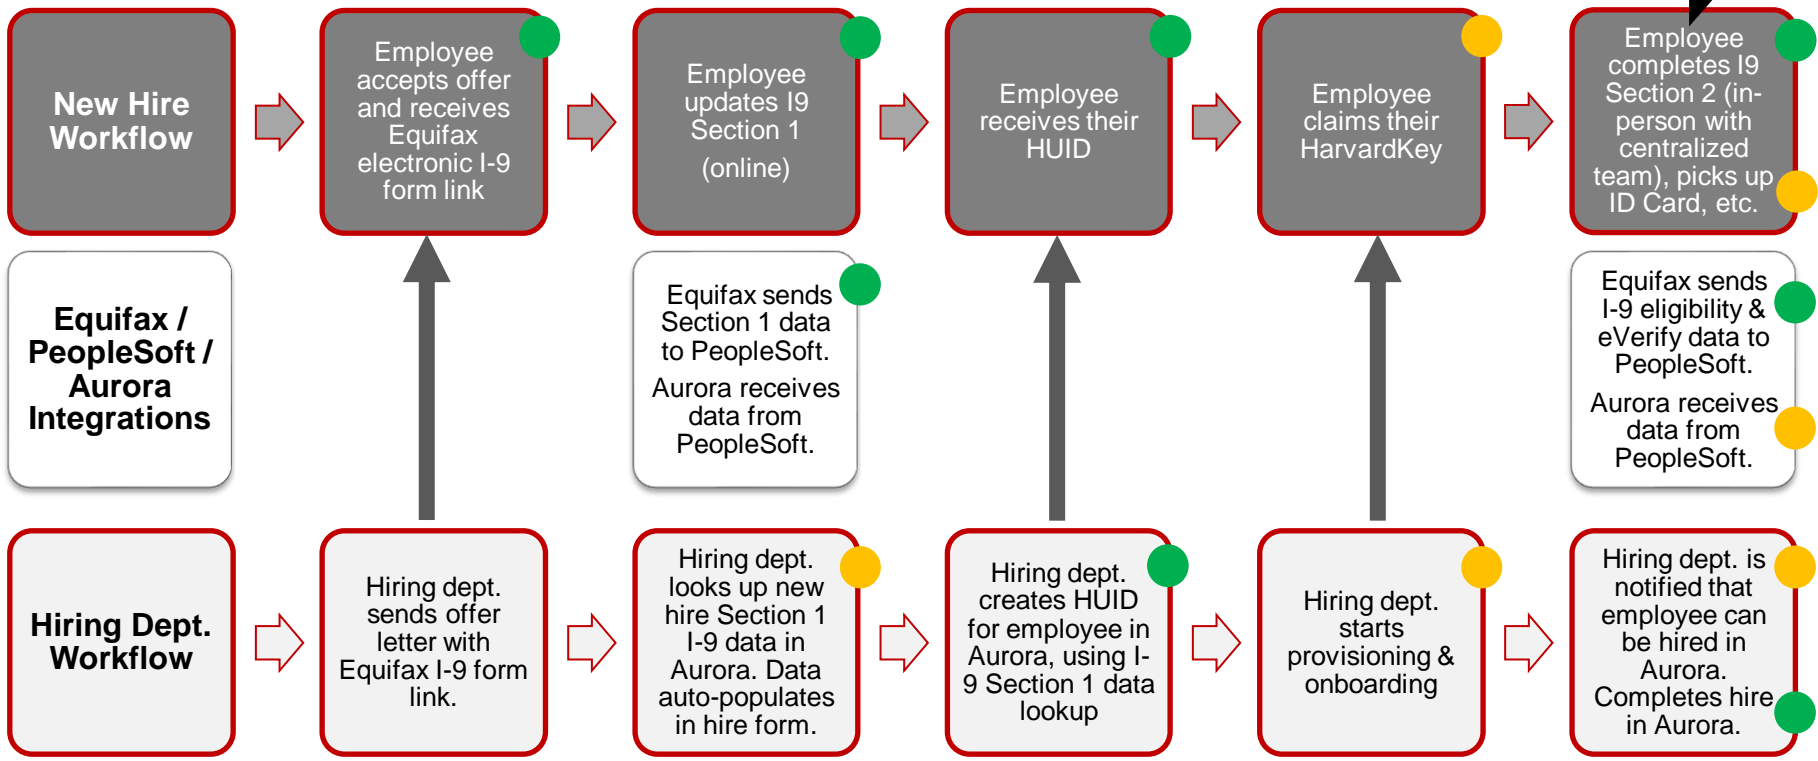 New Hire
Workflow
Employee
accepts offer
and receives
Equifax
electronic I-9
form link
Employee
updates I9
Section 1
(online)
Employee
receives their
HUID
Employee
claims their
HarvardKey
Employee
completes I9
Section 2 (in-
person with
centralized
team), picks up
ID Card, etc.
Equifax /
PeopleSoft /
Aurora
Integrations
Equifax sends
Section 1 data
to PeopleSoft.
Aurora receives
data from
PeopleSoft.
Equifax sends
I-9 eligibility &
eVerify data to
PeopleSoft.
Aurora receives
data from
PeopleSoft.
Hiring Dept.
Workflow
Hiring dept.
sends offer
letter with
Equifax I-9 form
link.
Hiring dept.
looks up new
hire Section 1
I-9 data in
Aurora. Data
auto-populates
in hire form.
Hiring dept.
creates HUID
for employee in
Aurora, using I-
9 Section 1 data
lookup
Hiring dept.
starts
provisioning &
onboarding
Hiring dept. is
notified that
employee can
be hired in
Aurora.
Completes hire
in Aurora.